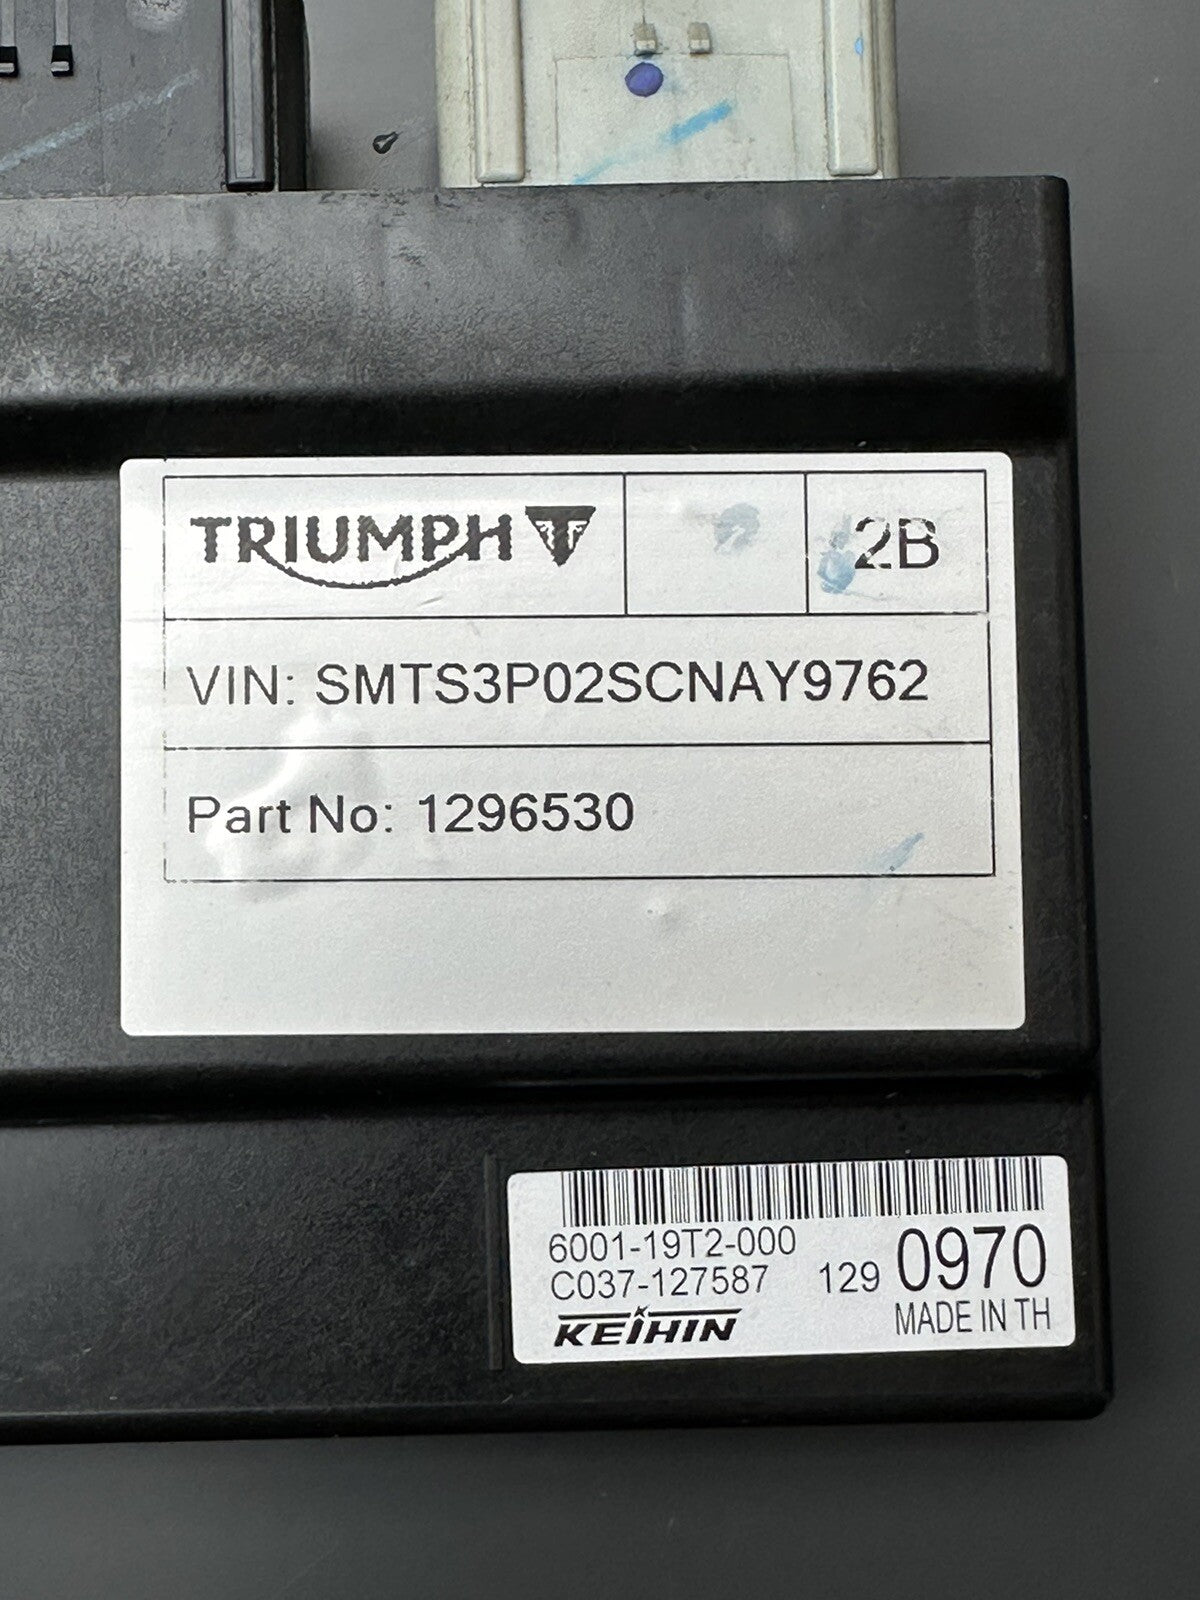 TRIUMPH
2B
VIN: SMTS3P02SCNAY9762
Part No: 1296530
6001-19T2-000
C037-127587 129 0970
KEIHIN MADE IN TH